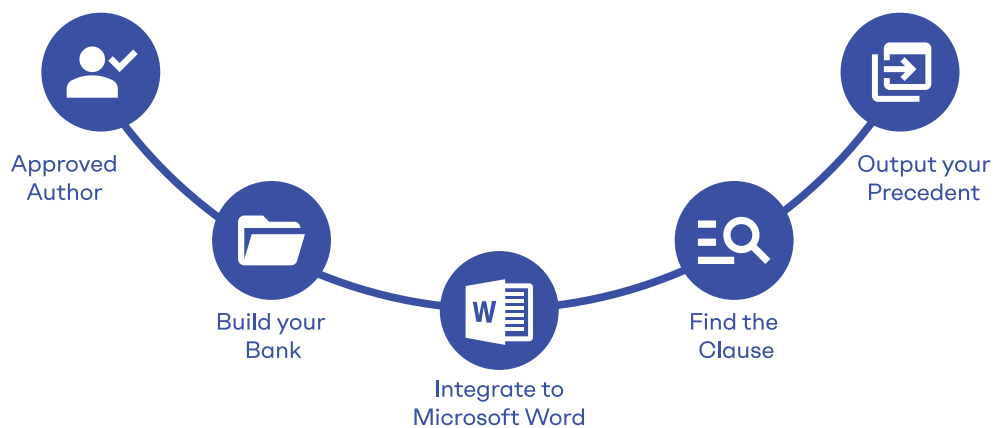 Approved
Author
Build your
Bank
W
Integrate to
Microsoft Word
Find the
Clause
Output your
Precedent